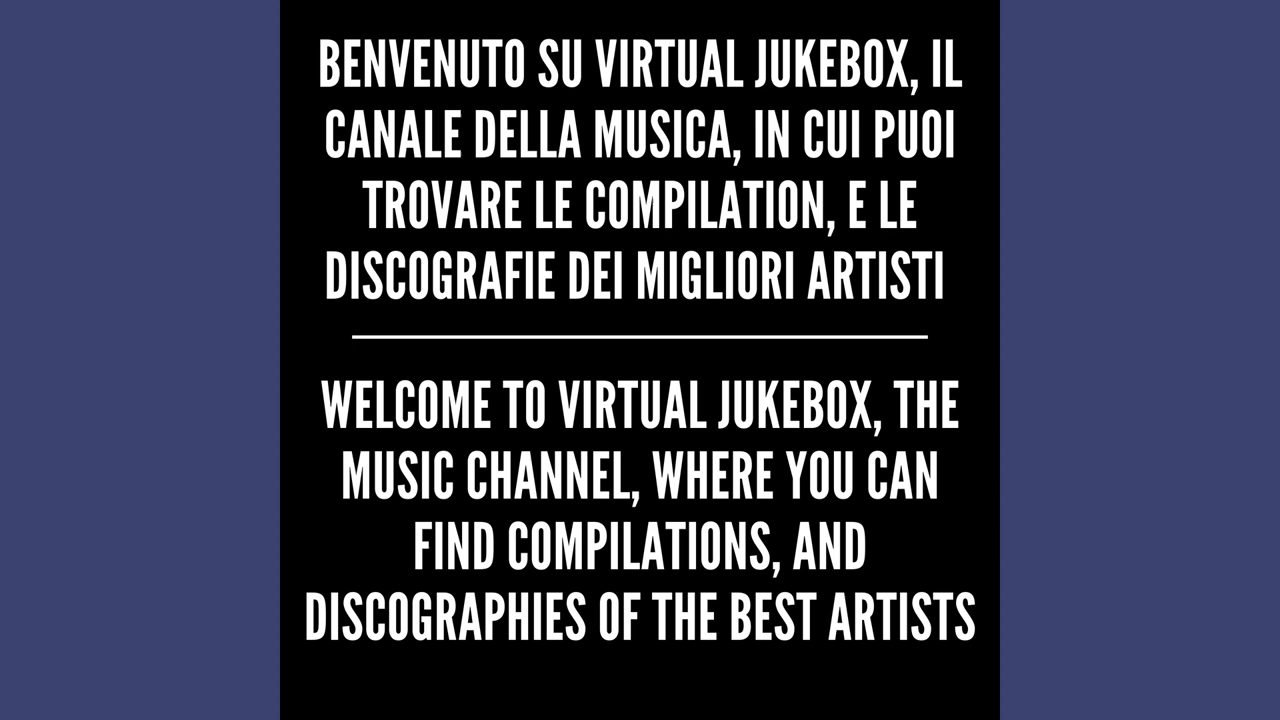 BENVENUTO SU VIRTUAL JUKEBOX, IL
CANALE DELLA MUSICA, IN CUI PUOI
TROVARE LE COMPILATION, E LE
DISCOGRAFIE DEI MIGLIORI ARTISTI
WELCOME TO VIRTUAL JUKEBOX, THE
MUSIC CHANNEL, WHERE YOU CAN
FIND COMPILATIONS, AND
DISCOGRAPHIES OF THE BEST ARTISTS